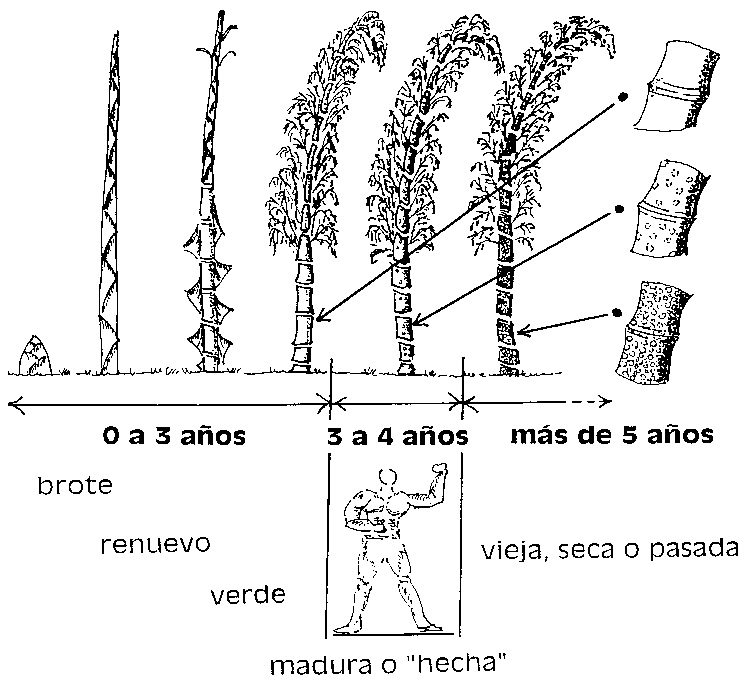 0 a 3 años
3 a 4 años
más de 5 años
brote
renuevo
verde
vieja, seca o pasada
madura o "hecha"